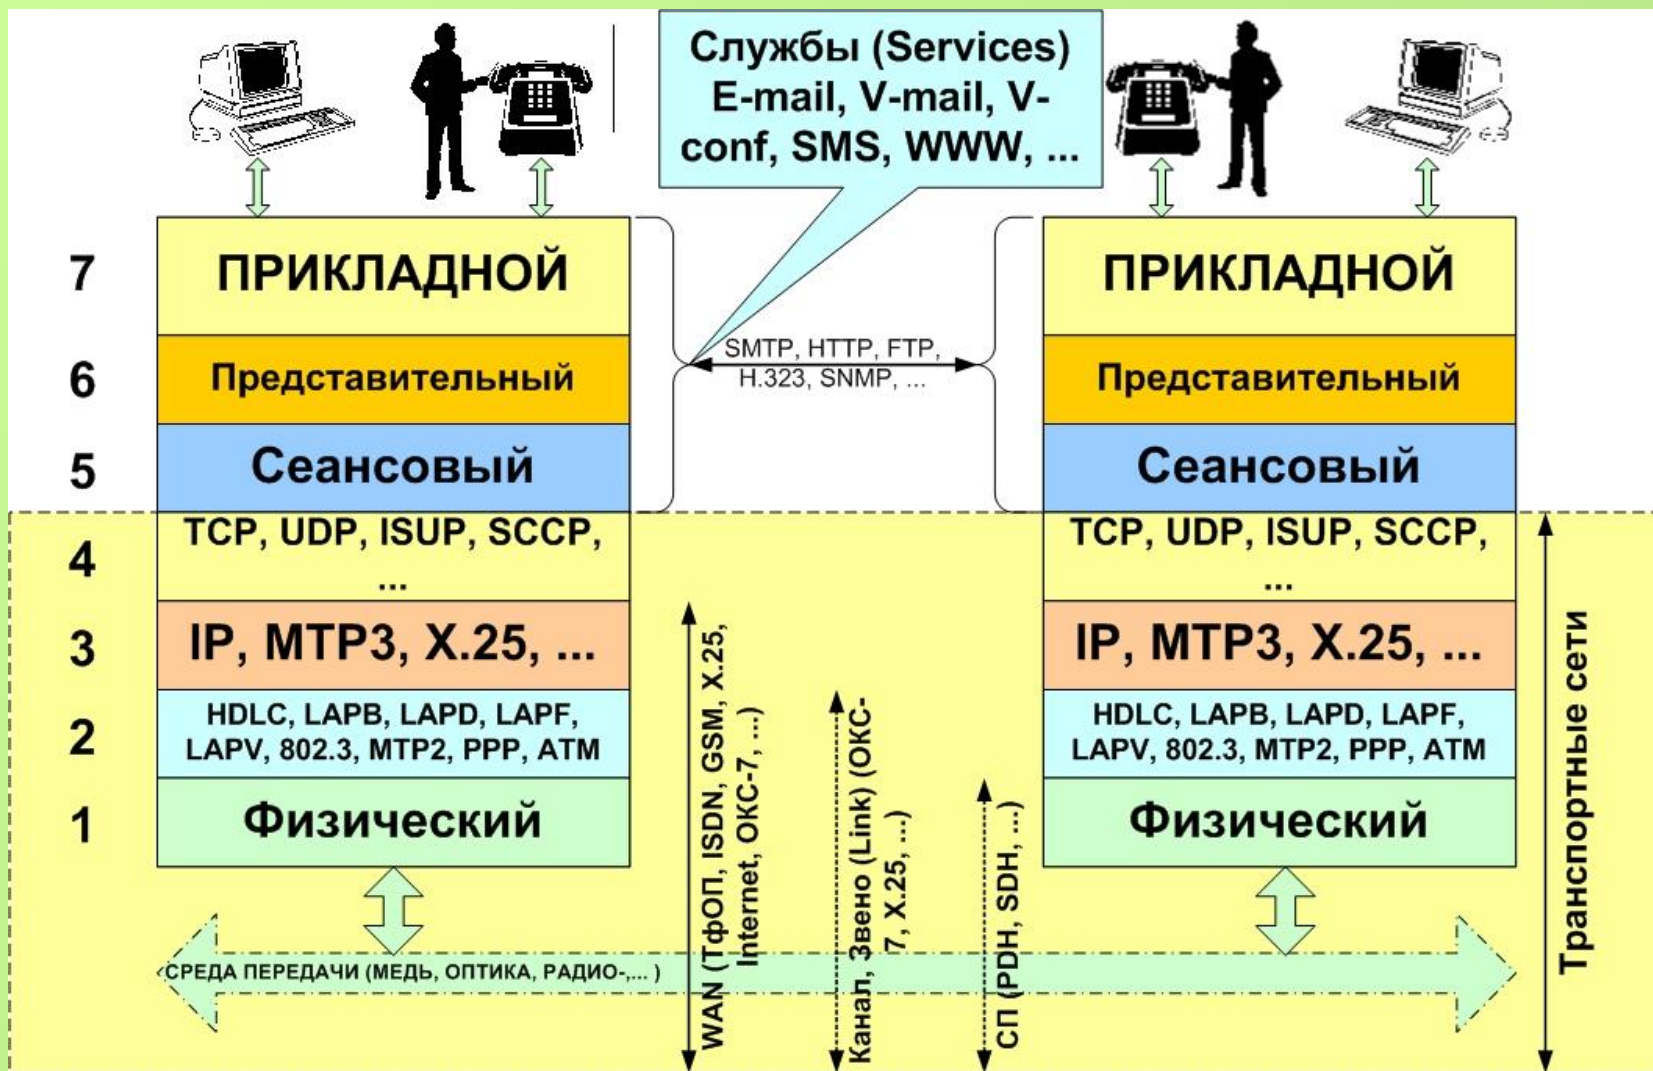 Службы (Services)
E-mail, V-mail, V-
conf, SMS, WWW, ...
7
ПРИКЛАДНОЙ
ПРИКЛАДНОЙ
SMTP, HTTP, FTP,
H.323, SNMP, ...
6
Представительный
Представительный
5
Сеансовый
Сеансовый
4
TCP, UDP, ISUP, SCCP,
...
TCP, UDP, ISUP, SCCP,
...
3
IP, MTP3, X.25, ...
IP, MTP3, X.25, ...
2
HDLC, LAPB, LAPD, LAPF,
LAPV, 802.3, MTP2, PPP, ATM
HDLC, LAPB, LAPD, LAPF,
LAPV, 802.3, MTP2, PPP, ATM
1
Физический
Физический
WAN (ТфОП, ISDN, GSM, X.25,
Internet, ОКС-7, ...)
Канал, Звено (Link) (ОКС-
7, X.25, ...)
СП (PDH, SDH, ...)
Транспортные сети
СРЕДА ПЕРЕДАЧИ (МЕДЬ, ОПТИКА, РАДИО-,... )